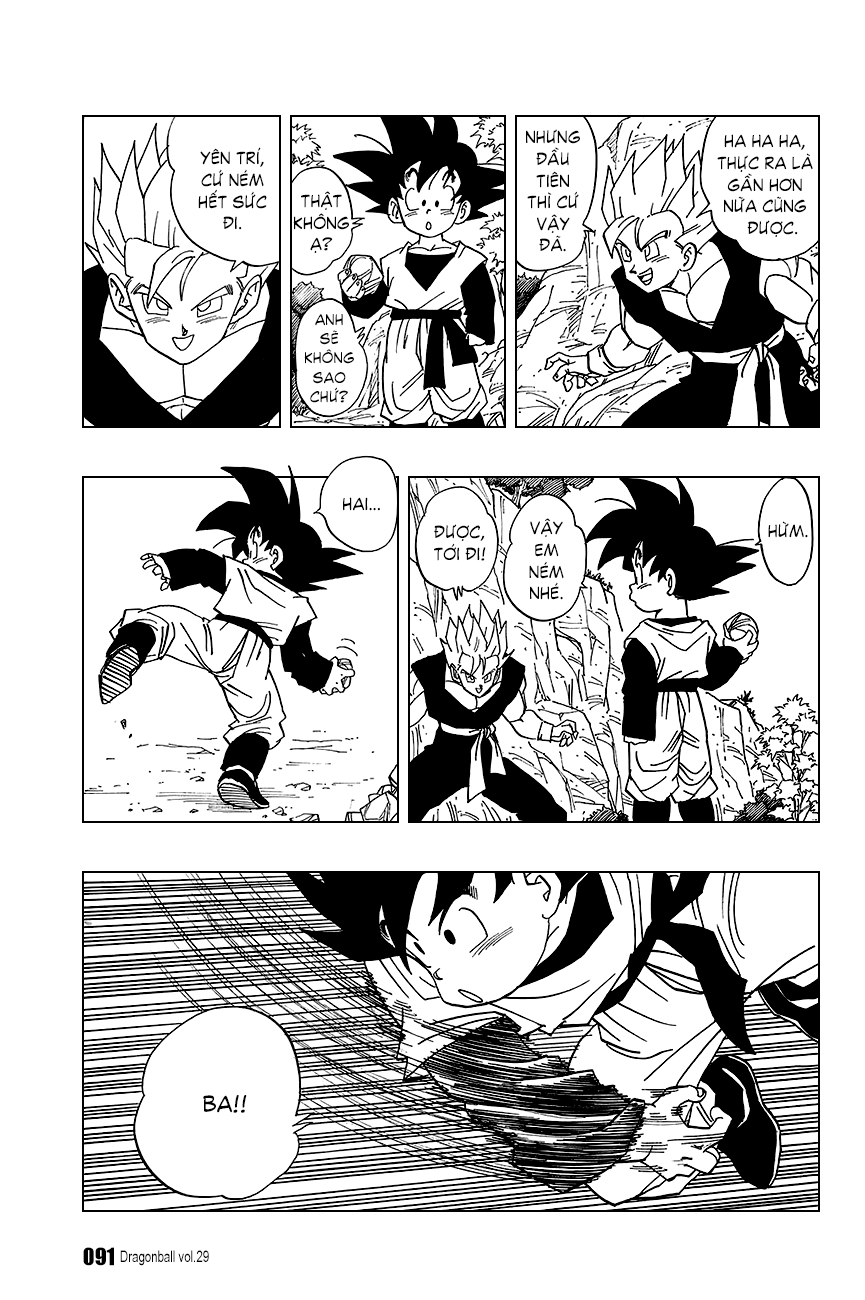 HA HA HA,
THỰC RA LÀ
GẦN HƠN
NỮA CŨNG
ĐƯỢC.
NHƯNG
ĐẦU
TIÊN
THÌ CỨ
VẬY
ĐÃ.
THẬT
KHÔNG
Ạ?
ANH
SẼ
KHÔNG
SAO
CHỨ?
YÊN TRÍ,
CỨ NÉM
HẾT SỨC
ĐI.
HỪM.
VẬY
EM
NÉM
NHÉ.
ĐƯỢC,
TỚI ĐI!
HAI...
BA!!
091 Dragonball vol.29